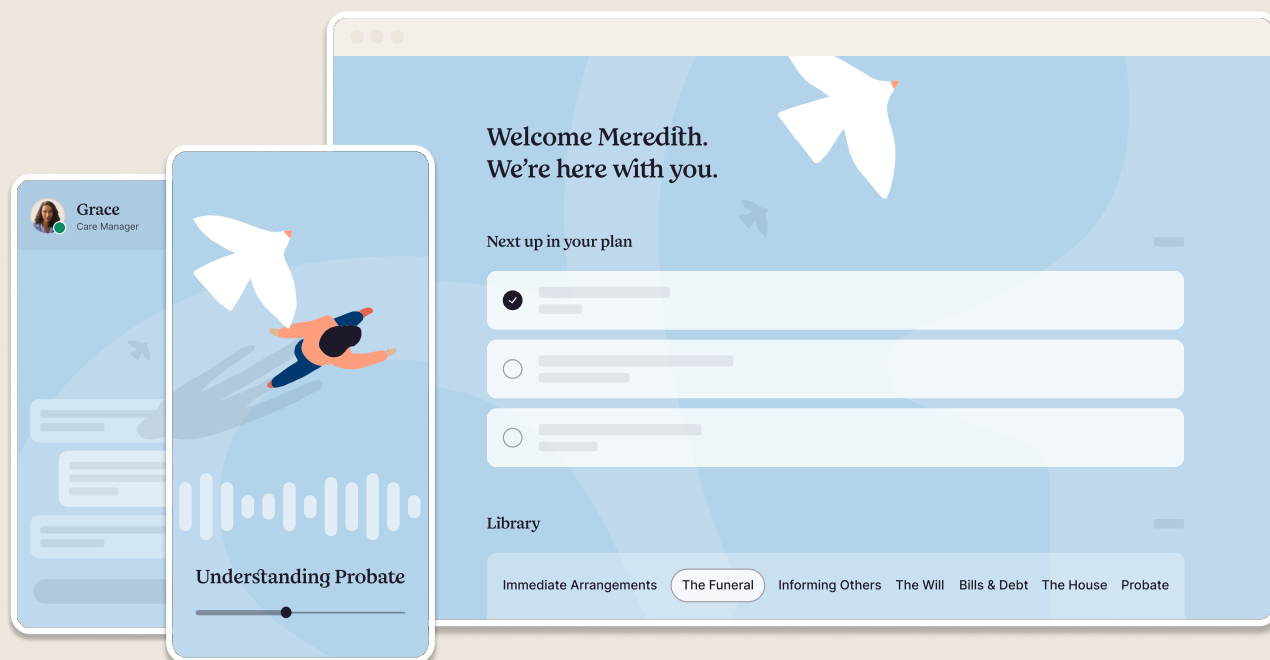 Grace
Care Manager
Understanding Probate
Welcome Meredith.
We’re here with you.
Next up in your plan
Library
Immediate Arrangements
The Funeral
Informing Others
The Will
Bills & Debt
The House
Probate